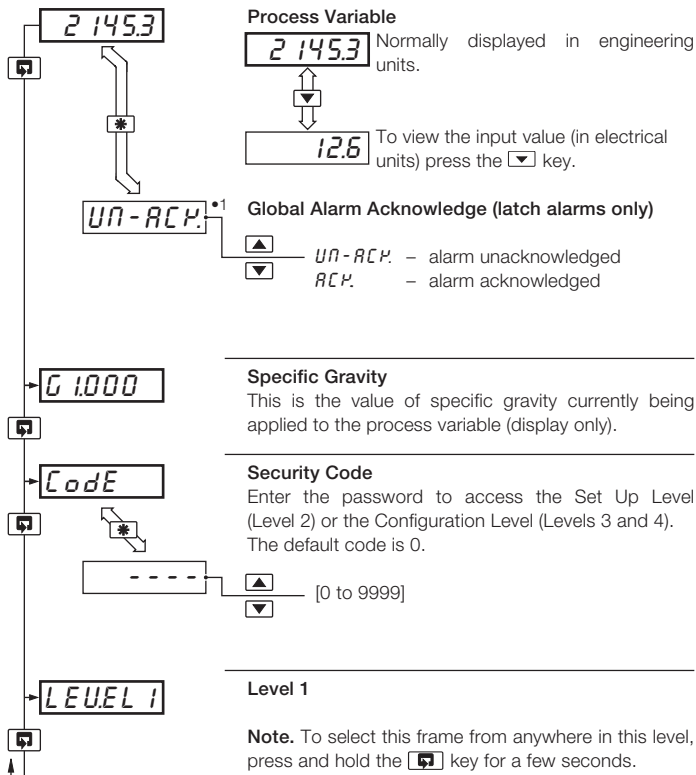 2 145.3
Process Variable
2 145.3
Normally displayed in engineering
units.
12.6
To view the input value (in electrical
units) press the ▼ key.
UN-ACK.
•1
Global Alarm Acknowledge (latch alarms only)
UN-ACK. – alarm unacknowledged
ACK. – alarm acknowledged
G 1.000
Specific Gravity
This is the value of specific gravity currently being
applied to the process variable (display only).
CodE
Security Code
Enter the password to access the Set Up Level
(Level 2) or the Configuration Level (Levels 3 and 4).
The default code is 0.
- - - -
[0 to 9999]
LEV.EL 1
Level 1
Note. To select this frame from anywhere in this level,
press and hold the key for a few seconds.